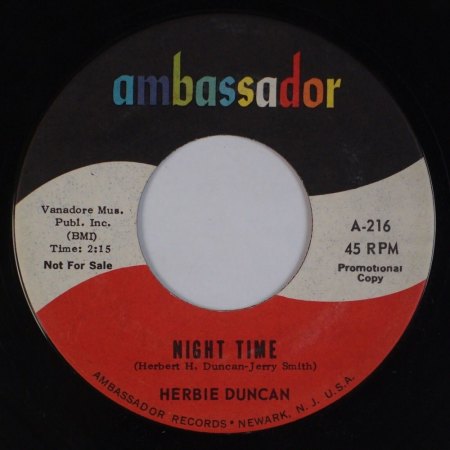 ambassador
Vanadore Mus.
Publ. Inc.
(BMI)
Time: 2:15
Not For Sale
A-216
45 RPM
Promotional
Copy
NIGHT TIME
(Herbert H. Duncan-Jerry Smith)
HERBIE DUNCAN
AMBASSADOR RECORDS • NEWARK, N. J. U.S.A.